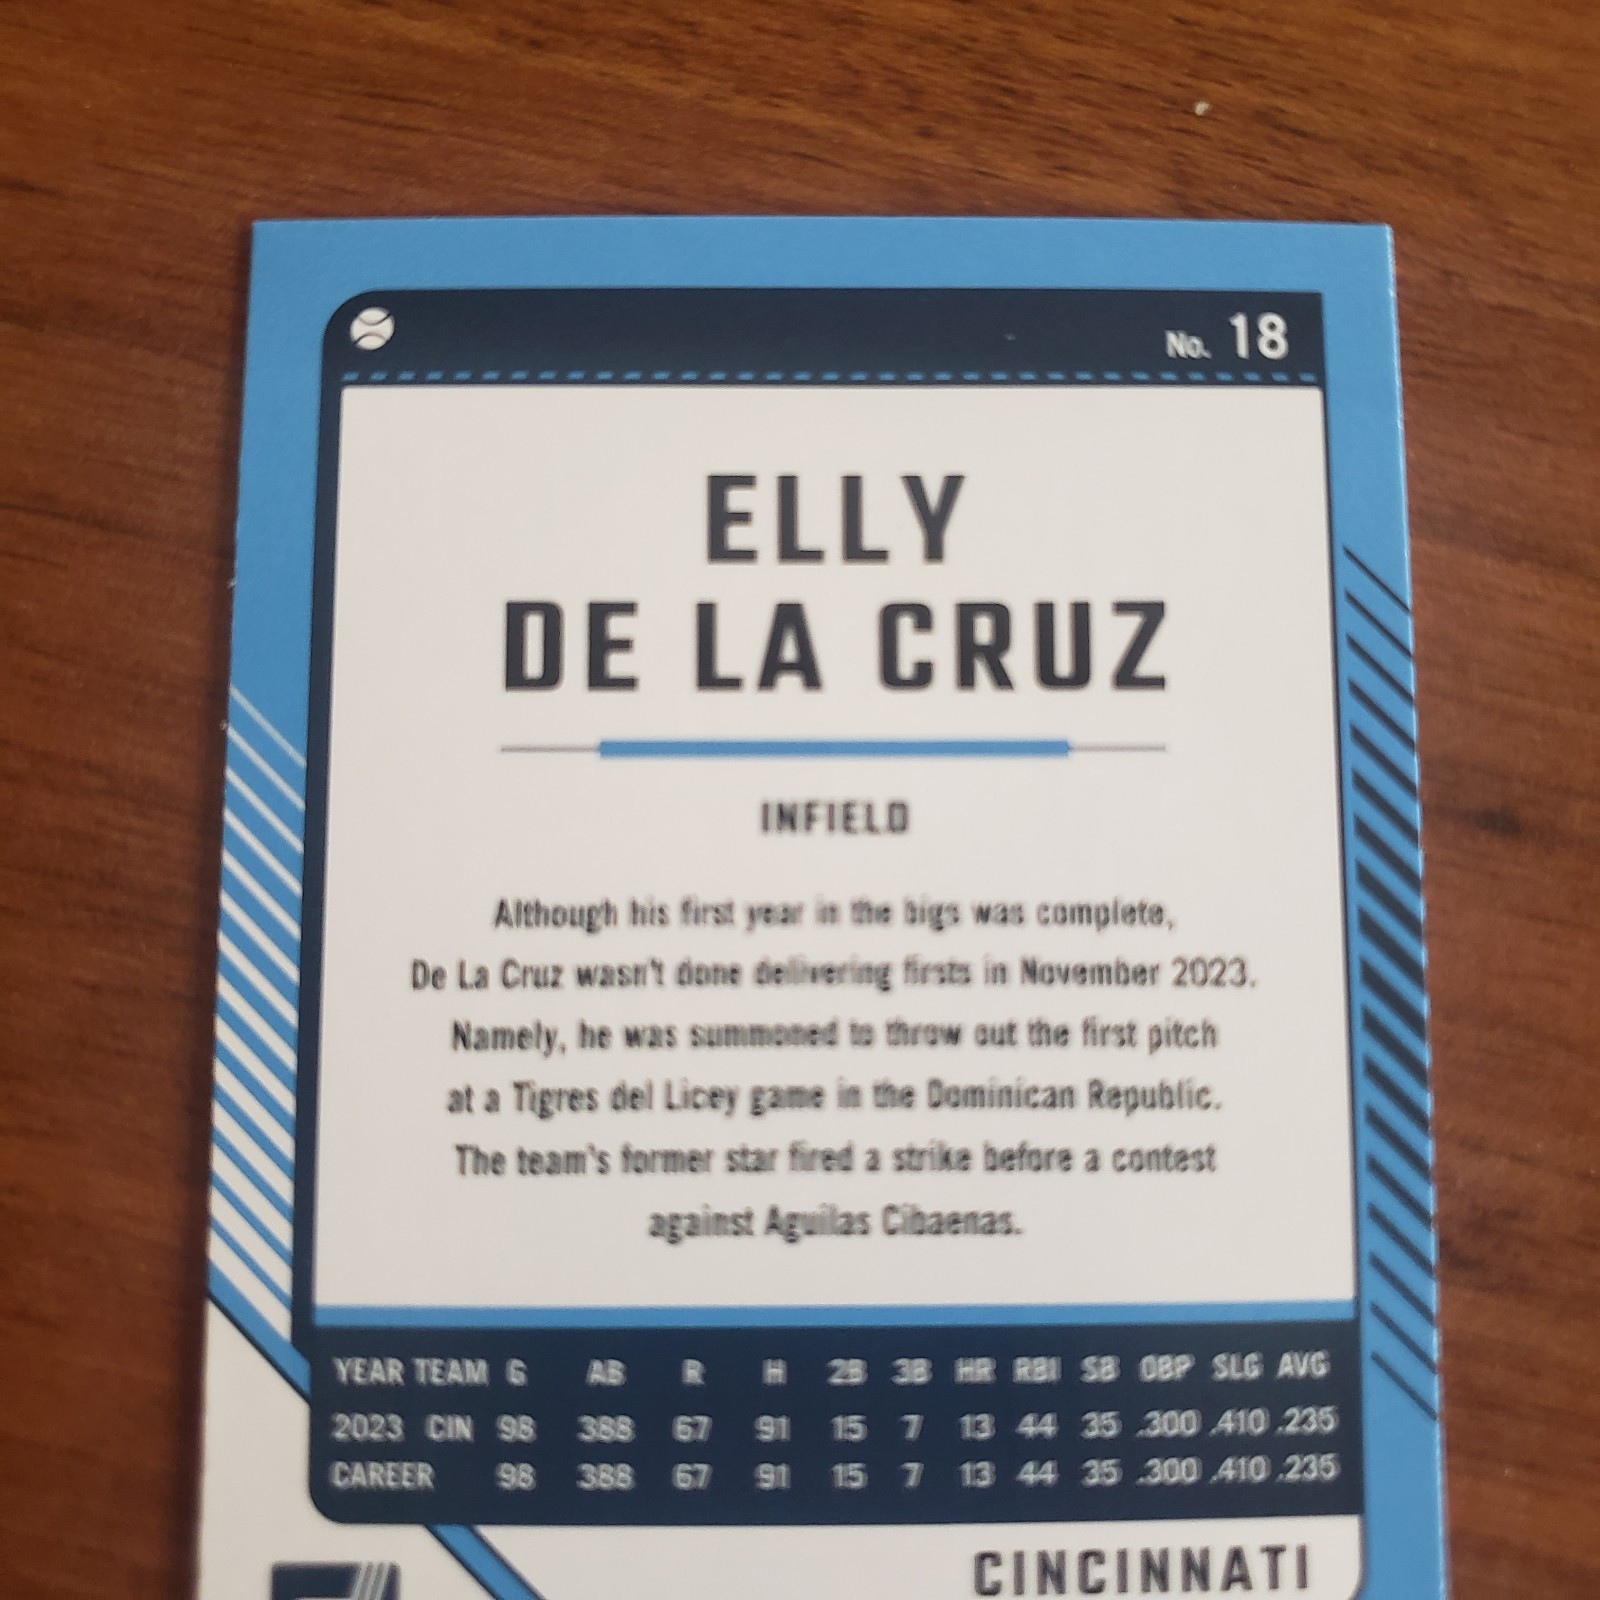 No. 18
ELLY
DE LA CRUZ
INFIELD
Although his first year in the bigs was complete,
De La Cruz wasn't done delivering firsts in November 2023.
Namely, he was summoned to throw out the first pitch
at a Tigres del Licey game in the Dominican Republic.
The team's former star fired a strike before a contest
against Aguilas Cibaenas.
YEAR TEAM G AB R H 2B 3B HR RBI SB OBP SLG AVG
2023 CIN 98 388 67 91 15 7 13 44 35 .300 .410 .235
CAREER 98 388 67 91 15 7 13 44 35 .300 .410 .235
CINCINNATI